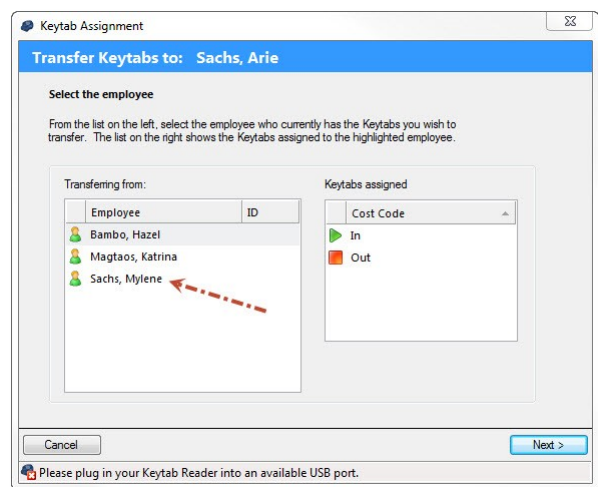 Keytab Assignment
Transfer Keytabs to: Sachs, Arie
Select the employee
From the list on the left, select the employee who currently has the Keytabs you wish to
transfer. The list on the right shows the Keytabs assigned to the highlighted employee.
Transferring from:
Employee ID
Bambo, Hazel
Magtaos, Katrina
Sachs, Mylene
Keytabs assigned
Cost Code
In
Out
Cancel
Next >
Please plug in your Keytab Reader into an available USB port.